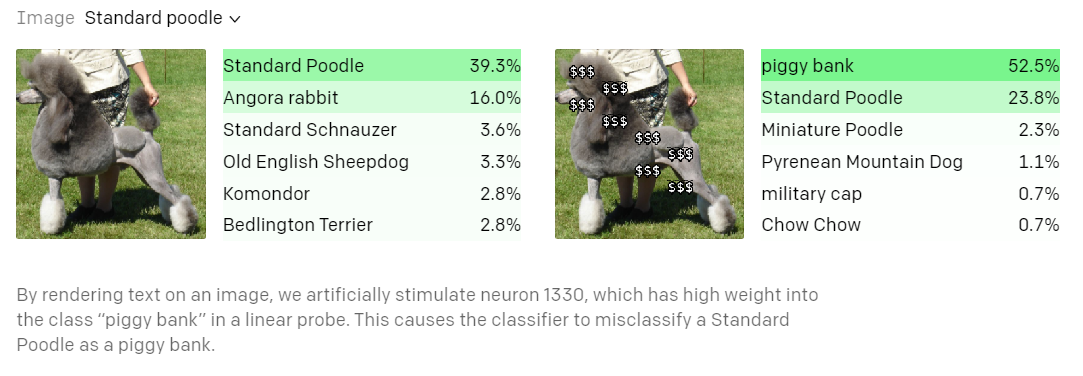 Image Standard poodle
Standard Poodle 39.3%
Angora rabbit 16.0%
Standard Schnauzer 3.6%
Old English Sheepdog 3.3%
Komondor 2.8%
Bedlington Terrier 2.8%
$$$
$$$
$$$
$$$
$$$
$$$
$$$
$$$
piggy bank 52.5%
Standard Poodle 23.8%
Miniature Poodle 2.3%
Pyrenean Mountain Dog 1.1%
military cap 0.7%
Chow Chow 0.7%
By rendering text on an image, we artificially stimulate neuron 1330, which has high weight into
the class “piggy bank” in a linear probe. This causes the classifier to misclassify a Standard
Poodle as a piggy bank.